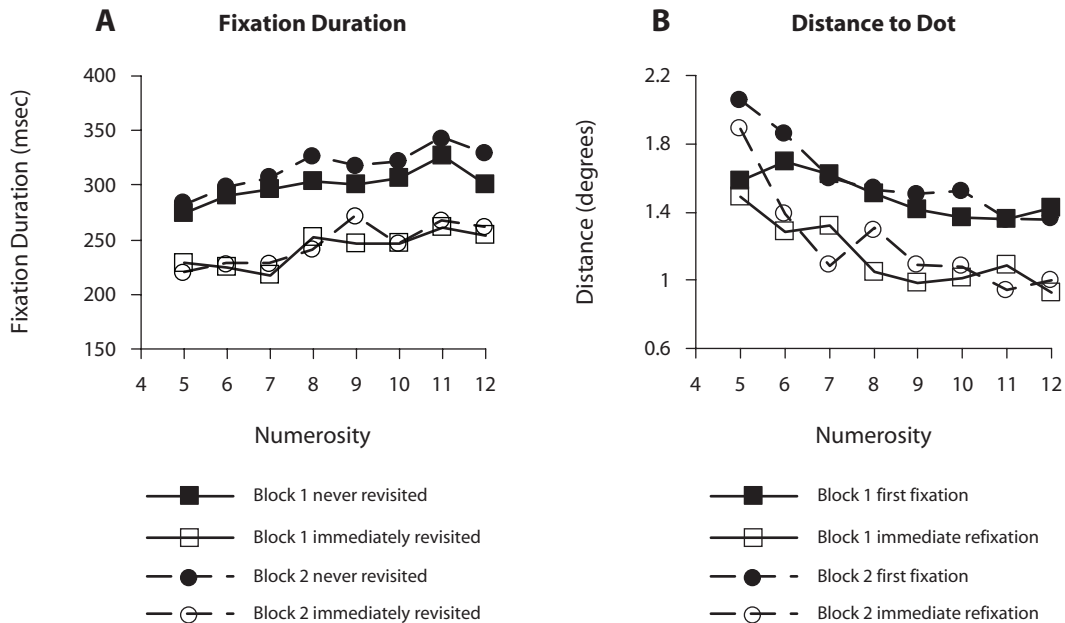 A Fixation Duration
Fixation Duration (msec)
400
350
300
250
200
150
4 5 6 7 8 9 10 11 12
Numerosity
Block 1 never revisited
Block 1 immediately revisited
Block 2 never revisited
Block 2 immediately revisited
B Distance to Dot
Distance (degrees)
2.2
1.8
1.4
1
0.6
4 5 6 7 8 9 10 11 12
Numerosity
Block 1 first fixation
Block 1 immediate refixation
Block 2 first fixation
Block 2 immediate refixation